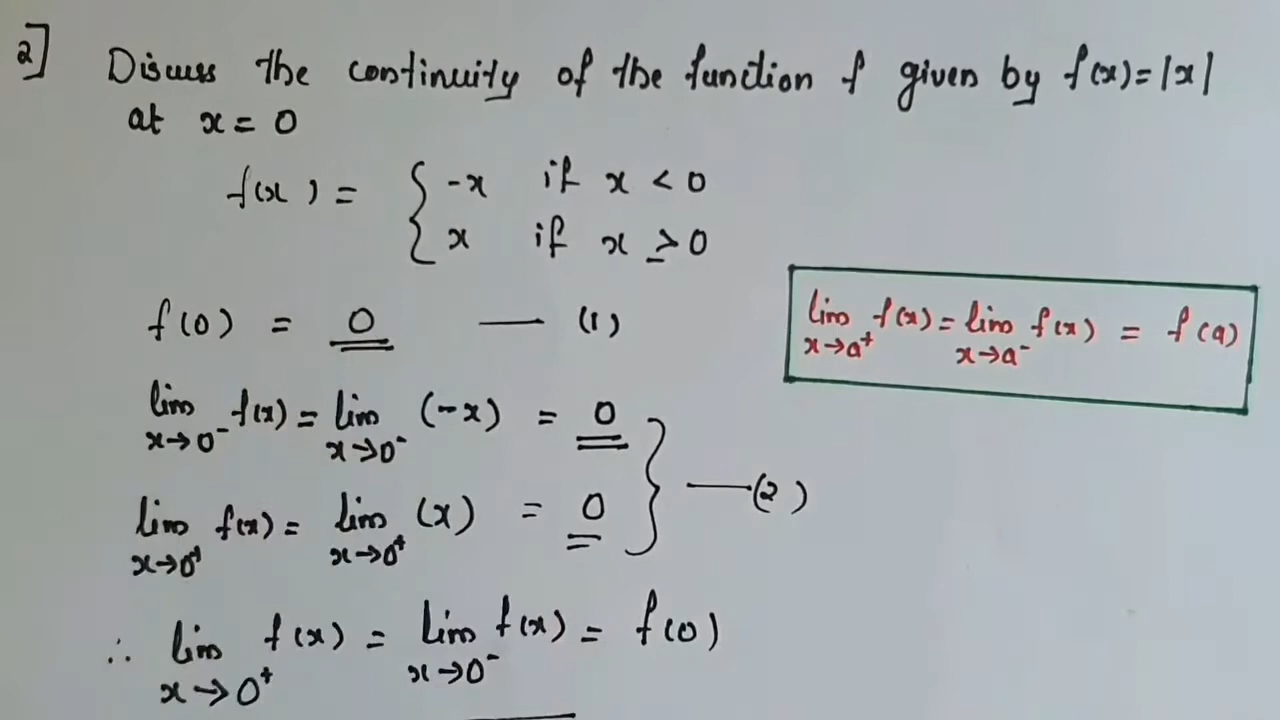 2] Discuss the continuity of the function f given by f(x)=|x|
at x = 0
f(x) = { -x if x < 0
x if x ≥ 0
f(0) = 0 — (1)
lim x→a⁺ f(x) = lim x→a⁻ f(x) = f(a)
lim x→0⁻ f(x) = lim x→0⁻ (-x) = 0
lim x→0⁺ f(x) = lim x→0⁺ (x) = 0 } — (2)
∴ lim x→0⁺ f(x) = lim x→0⁻ f(x) = f(0)